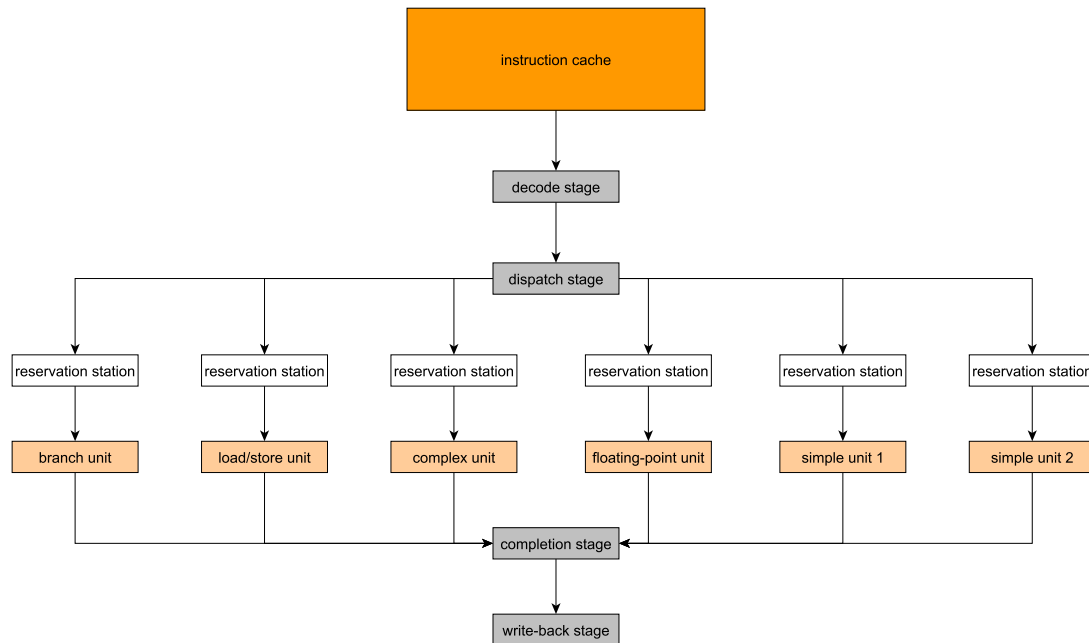 instruction cache
decode stage
dispatch stage
reservation station
reservation station
reservation station
reservation station
reservation station
reservation station
branch unit
load/store unit
complex unit
floating-point unit
simple unit 1
simple unit 2
completion stage
write-back stage